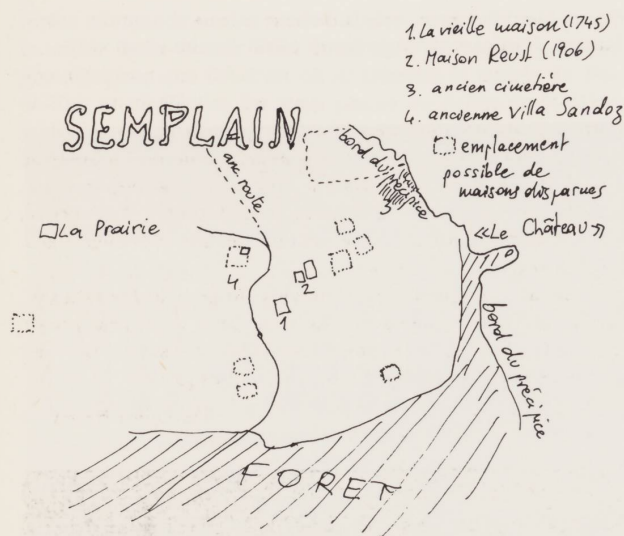 1. La vieille maison (1745)
2. Maison Reust (1906)
3. ancien cimetière
4. ancienne Villa Sandoz
emplacement
possible de
maisons disparues
SEMPLAIN
anc. route
bord du précipice
3
La Prairie
«Le Château»
4
2
1
bord du précipice
FORET